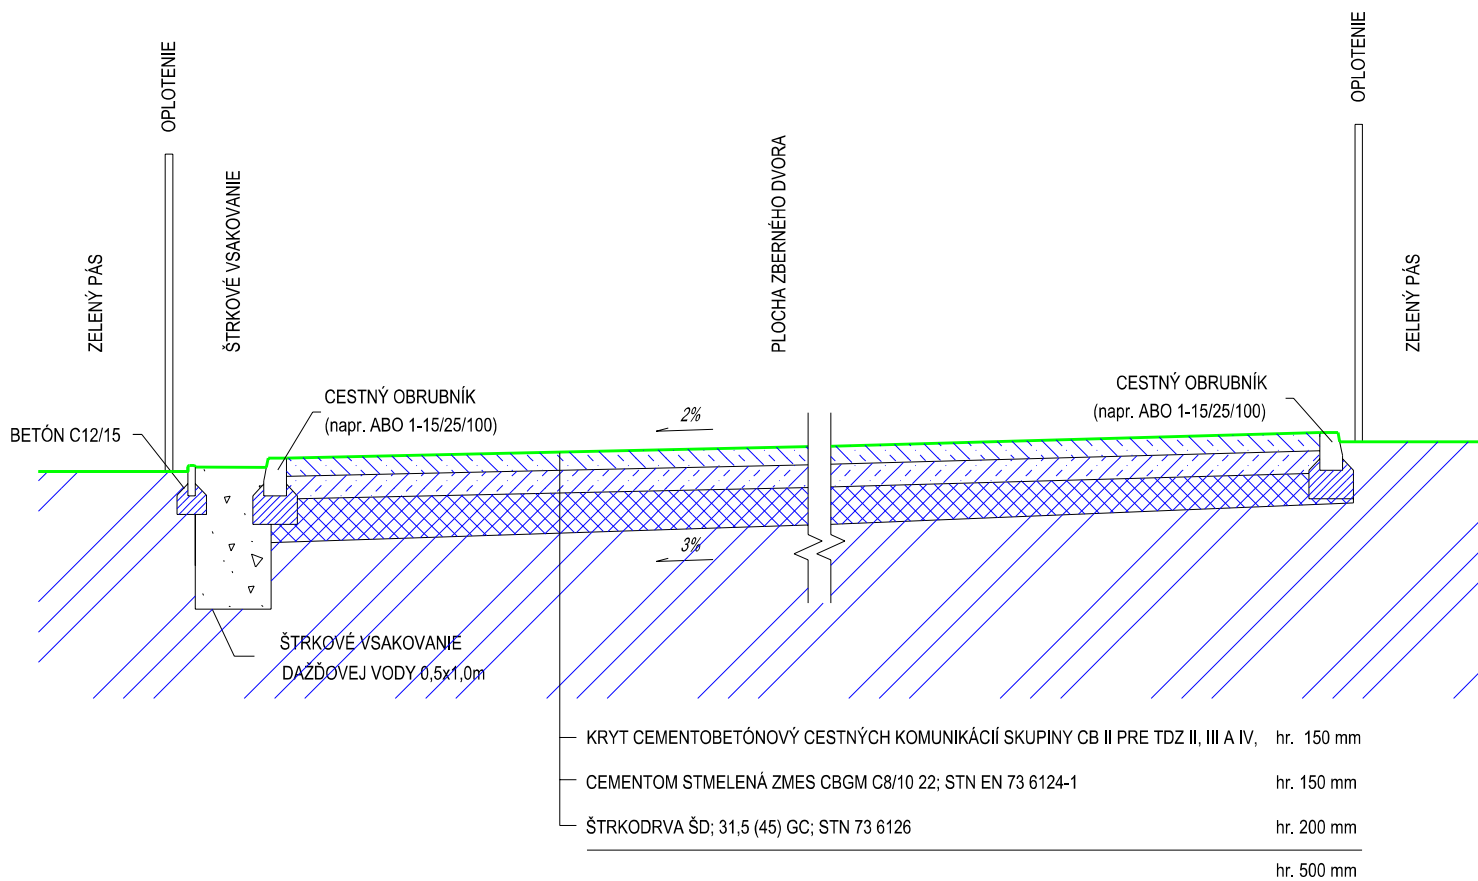 OPLOTENIE
OPLOTENIE
ZELENÝ PÁS
ŠTRKOVÉ VSAKOVANIE
PLOCHA ZBERNÉHO DVORA
ZELENÝ PÁS
CESTNÝ OBRUBNÍK
(napr. ABO 1-15/25/100)
CESTNÝ OBRUBNÍK
(napr. ABO 1-15/25/100)
BETÓN C12/15
2%
3%
ŠTRKOVÉ VSAKOVANIE
DAŽĎOVEJ VODY 0,5x1,0m
KRYT CEMENTOBETÓNOVÝ CESTNÝCH KOMUNIKÁCIÍ SKUPINY CB II PRE TDZ II, III A IV, hr. 150 mm
CEMENTOM STMELENÁ ZMES CBGM C8/10 22; STN EN 73 6124-1 hr. 150 mm
ŠTRKODRVA ŠD; 31,5 (45) GC; STN 73 6126 hr. 200 mm
hr. 500 mm